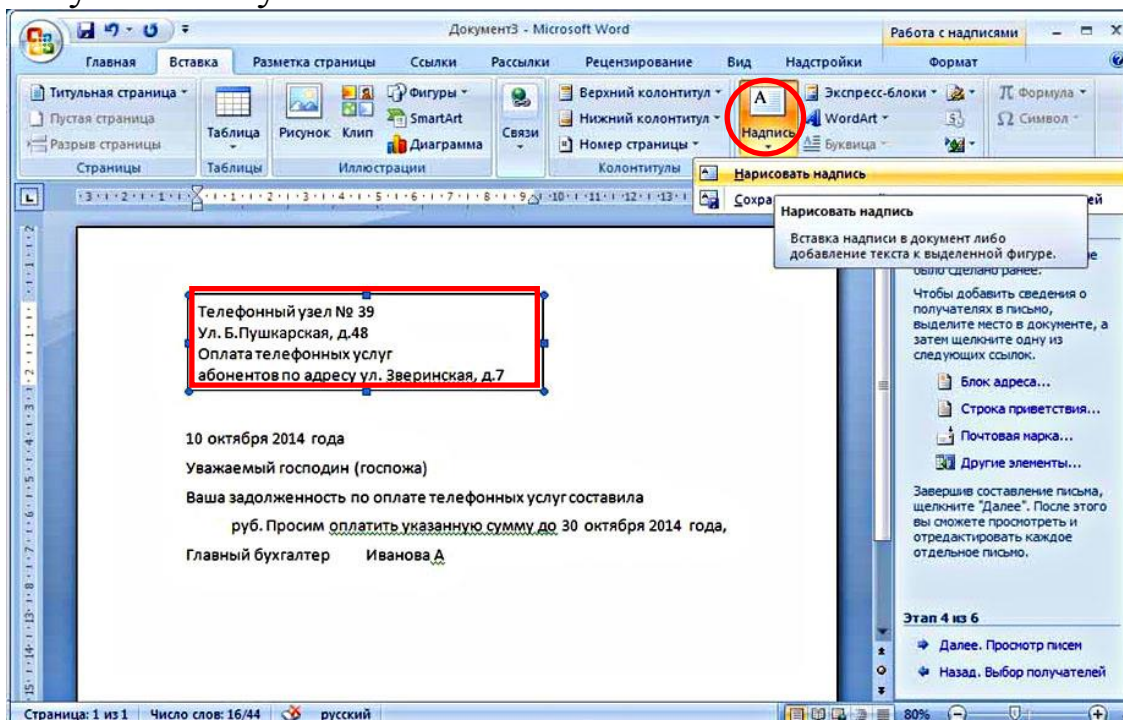 Документ3 - Microsoft Word
Работа с надписями
Главная Вставка Разметка страницы Ссылки Рассылки Рецензирование Вид Надстройки Формат
Титульная страница
Пустая страница
Разрыв страницы
Страницы
Таблица
Таблицы
Рисунок Клип
Фигуры
SmartArt
Диаграмма
Иллюстрации
Связи
Верхний колонтитул
Нижний колонтитул
Номер страницы
Колонтитулы
Надпись
Экспресс-блоки
WordArt
Буквица
Формула
Символ
Нарисовать надпись
Нарисовать надпись
Вставка надписи в документ либо
добавление текста к выделенной фигуре.
Телефонный узел № 39
Ул. Б.Пушкарская, д.48
Оплата телефонных услуг
абонентов по адресу ул. Зверинская, д.7
10 октября 2014 года
Уважаемый господин (госпожа)
Ваша задолженность по оплате телефонных услуг составила
руб. Просим оплатить указанную сумму до 30 октября 2014 года,
Главный бухгалтер Иванова А
было сделано ранее.
Чтобы добавить сведения о
получателях в письмо,
выделите место в документе, а
затем щелкните одну из
следующих ссылок.
Блок адреса...
Строка приветствия...
Почтовая марка...
Другие элементы...
Завершив составление письма,
щелкните "Далее". После этого
вы сможете просмотреть и
отредактировать каждое
отдельное письмо.
Этап 4 из 6
Далее. Просмотр писем
Назад. Выбор получателей
Страница: 1 из 1 Число слов: 16/44 русский 80%